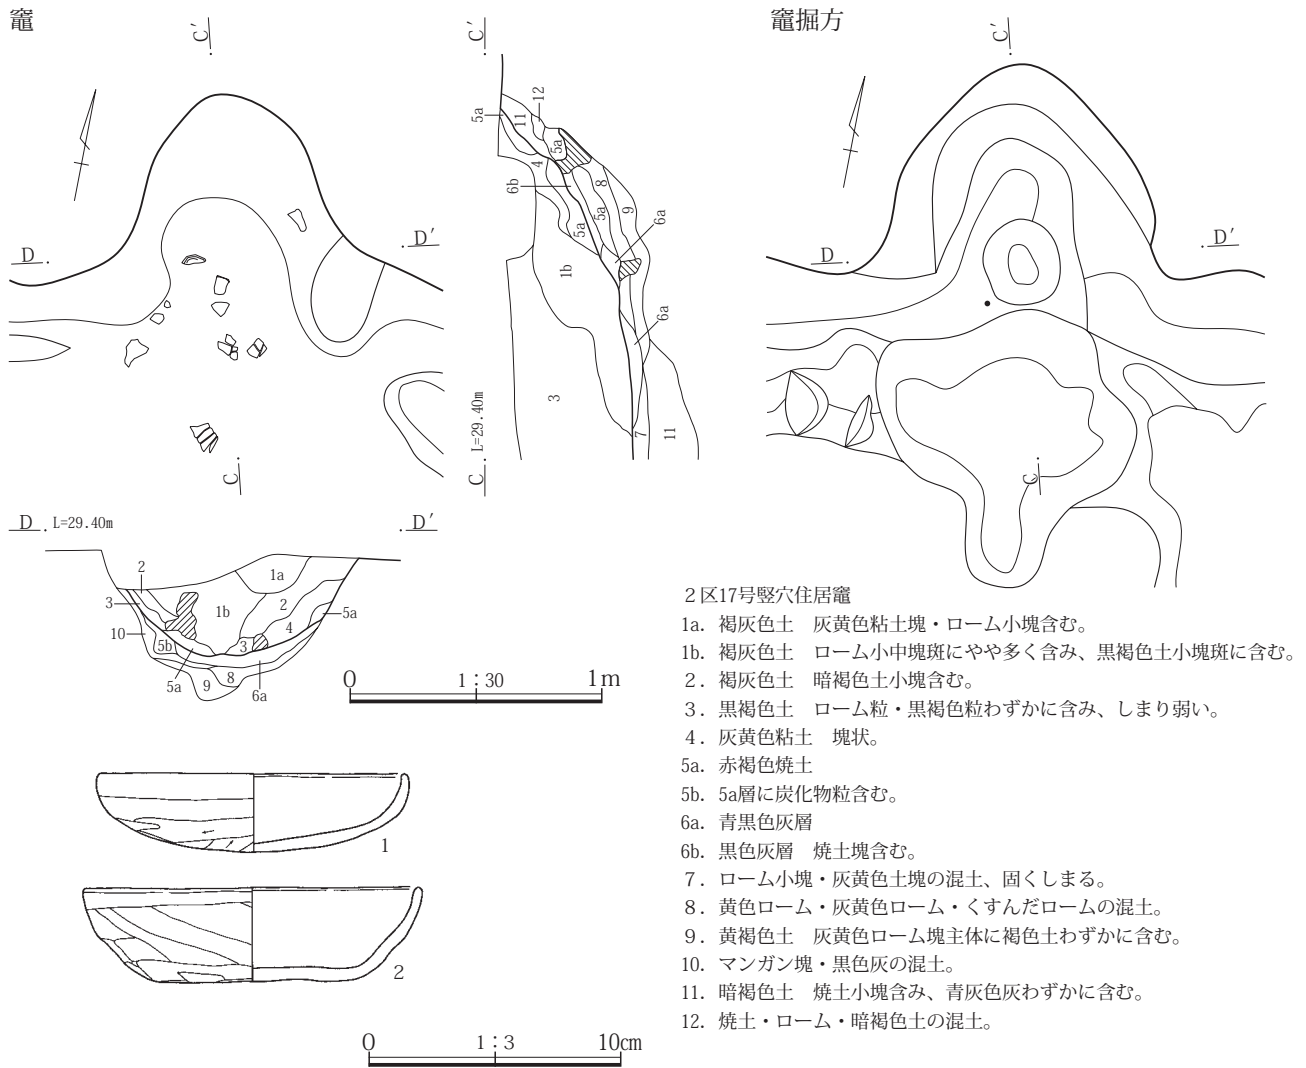 竈
C′
C′
竈掘方
C′
5a
11
12
5a
4
6b
8
9
5a
5a
6a
1b
6a
3
7
11
D
D′
D
D′
C
C
L=29.40m
C
D
L=29.40m
D′
2
1a
3
1b
2
5a
10
4
3
5b
5a
9
8
6a
0
1：30
1m
1
2
0
1：3
10cm
２区17号竪穴住居竈
1a. 褐灰色土　灰黄色粘土塊・ローム小塊含む。
1b. 褐灰色土　ローム小中塊斑にやや多く含み、黒褐色土小塊斑に含む。
２. 褐灰色土　暗褐色土小塊含む。
３. 黒褐色土　ローム粒・黒褐色粒わずかに含み、しまり弱い。
４. 灰黄色粘土　塊状。
5a. 赤褐色焼土
5b. 5a層に炭化物粒含む。
6a. 青黒色灰層
6b. 黒色灰層　焼土塊含む。
７. ローム小塊・灰黄色土塊の混土、固くしまる。
８. 黄色ローム・灰黄色ローム・くすんだロームの混土。
９. 黄褐色土　灰黄色ローム塊主体に褐色土わずかに含む。
10. マンガン塊・黒色灰の混土。
11. 暗褐色土　焼土小塊含み、青灰色灰わずかに含む。
12. 焼土・ローム・暗褐色土の混土。